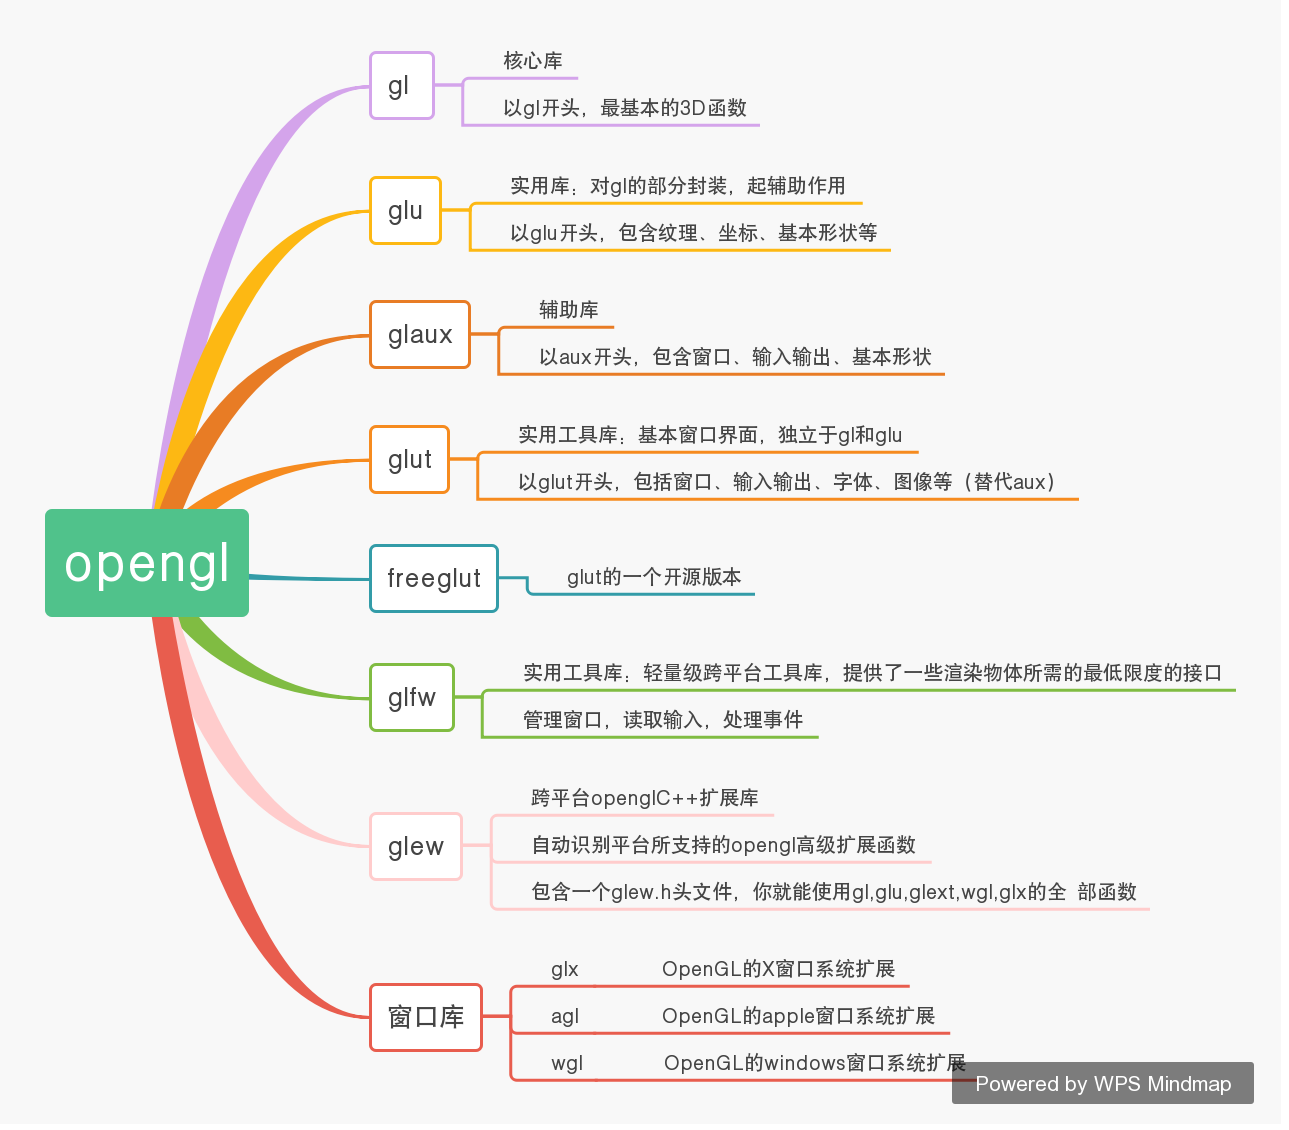 gl
核心库
以gl开头，最基本的3D函数
glu
实用库：对gl的部分封装，起辅助作用
以glu开头，包含纹理、坐标、基本形状等
glaux
辅助库
以aux开头，包含窗口、输入输出、基本形状
glut
实用工具库：基本窗口界面，独立于gl和glu
以glut开头，包括窗口、输入输出、字体、图像等（替代aux）
opengl
freeglut
glut的一个开源版本
glfw
实用工具库：轻量级跨平台工具库，提供了一些渲染物体所需的最低限度的接口
管理窗口，读取输入，处理事件
glew
跨平台openglC++扩展库
自动识别平台所支持的opengl高级扩展函数
包含一个glew.h头文件，你就能使用gl,glu,glext,wgl,glx的全 部函数
窗口库
glx OpenGL的X窗口系统扩展
agl OpenGL的apple窗口系统扩展
wgl OpenGL的windows窗口系统扩展
Powered by WPS Mindmap